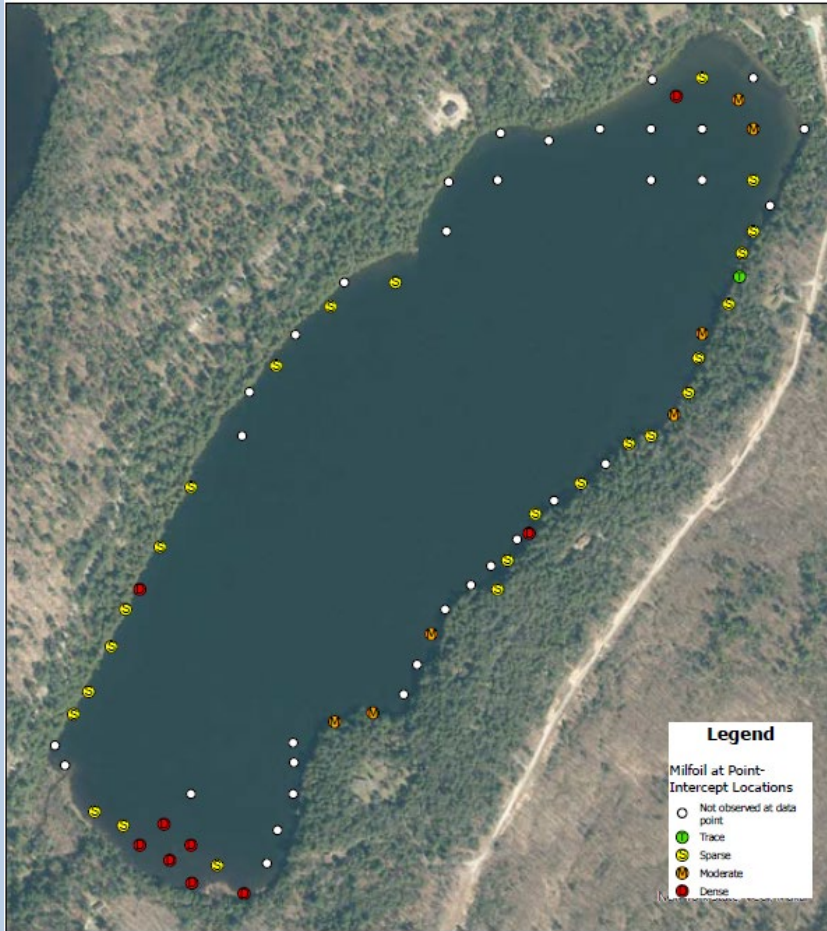 S
D
M
M
S
S
S
T
S
S
S
M
S
S
S
M
S
S
S
S
S
D
S
S
D
S
S
M
S
S
M
S
M
S
D
S
D
D
D
S
D
D
Legend
Milfoil at Point-
Intercept Locations
Not observed at data
point
T Trace
S Sparse
M Moderate
D Dense